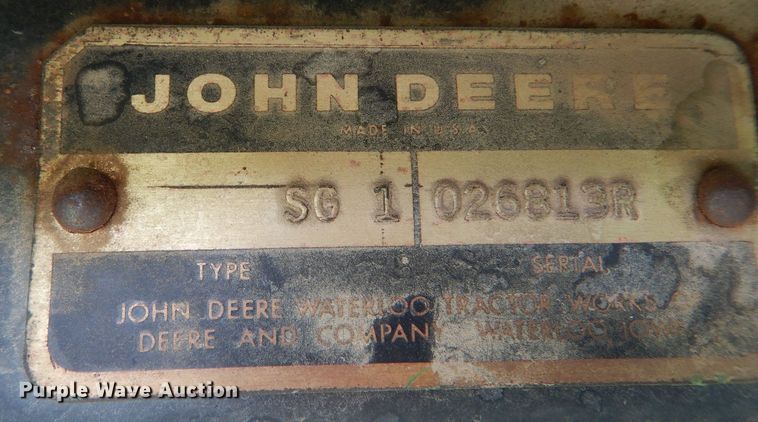 JOHN DEERE
MADE IN U.S.A.
SG 1 026813R
TYPE SERIAL
JOHN DEERE WATERLOO TRACTOR WORKS OF
DEERE AND COMPANY, WATERLOO, IOWA
Purple Wave Auction